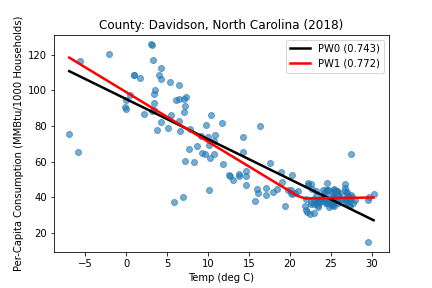 County: Davidson, North Carolina (2018)
PW0 (0.743)
PW1 (0.772)
Per-Capita Consumption (MMBtu/1000 Households)
120
100
80
60
40
20
−5 0 5 10 15 20 25 30
Temp (deg C)